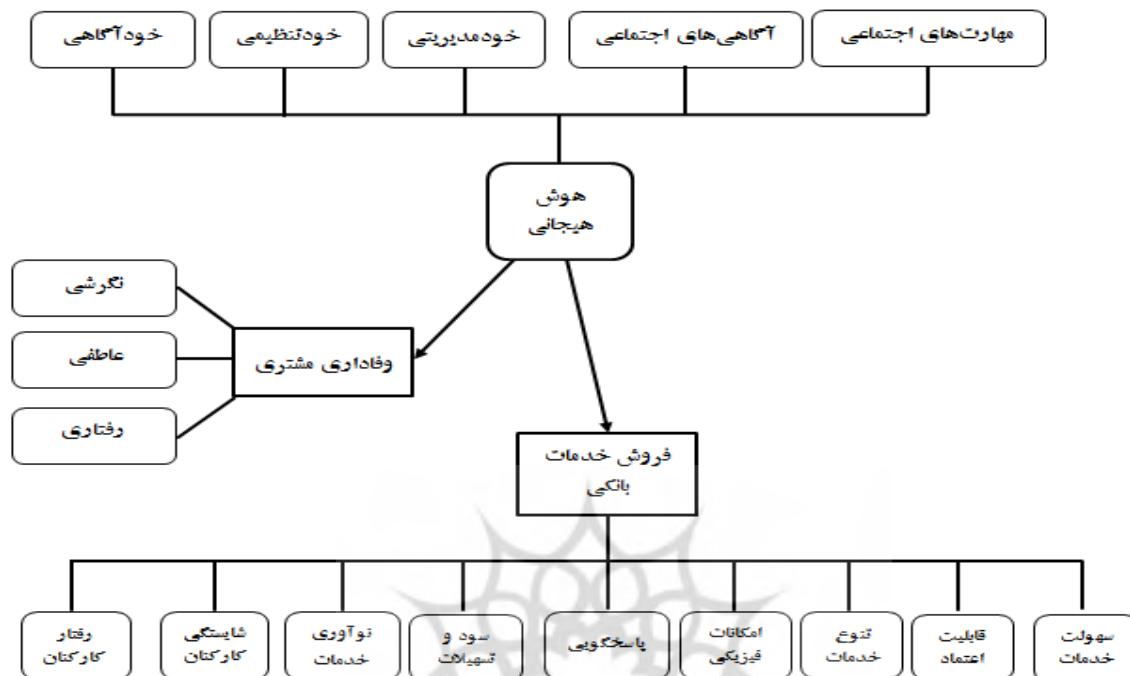 مهارت‌های اجتماعی
آگاهی‌های اجتماعی
خودمدیریتی
خودتنظیمی
خودآگاهی
هوش
هیجانی
نگرشی
عاطفی
رفتاری
وفاداری مشتری
فروش خدمات
بانکی
سهولت
خدمات
قابلیت
اعتماد
تنوع
خدمات
امکانات
فیزیکی
پاسخگویی
سود و
تسهیلات
نوآوری
خدمات
شایستگی
کارکنان
رفتار
کارکنان